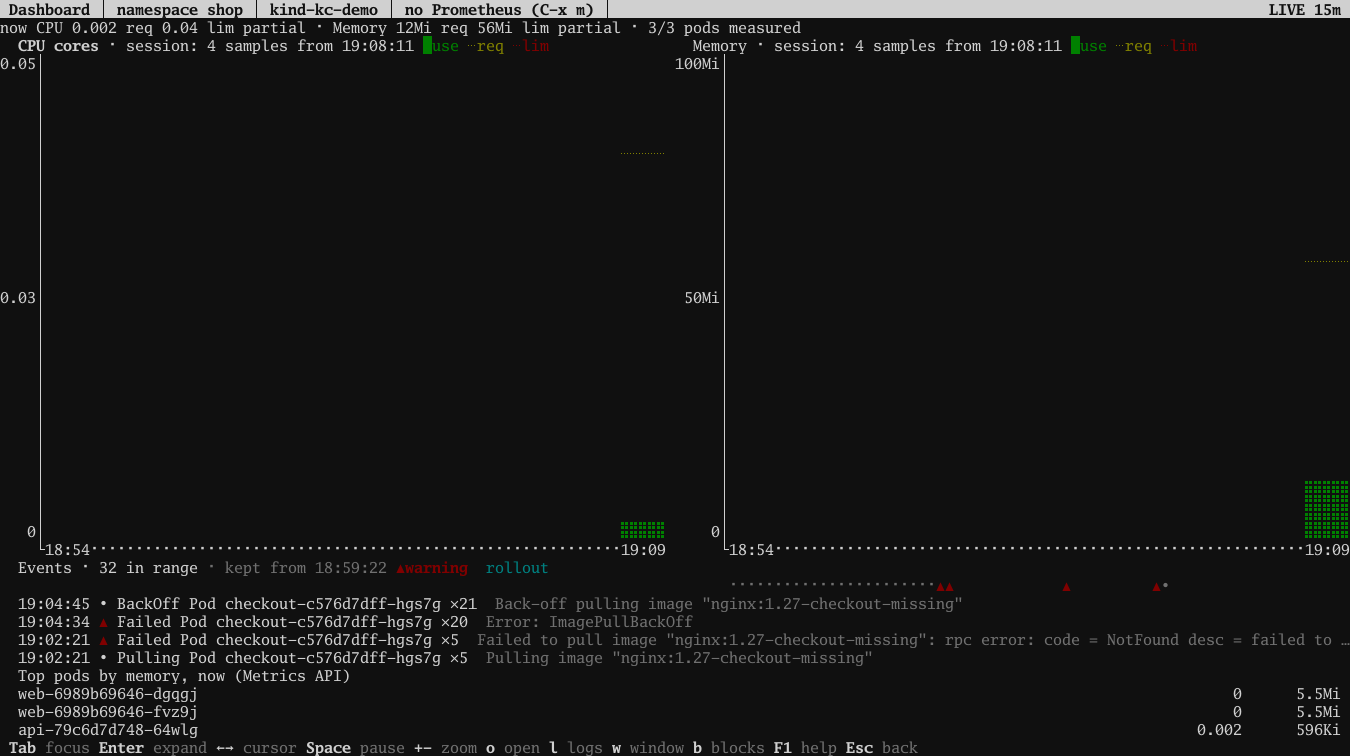 Dashboard │ namespace shop │ kind-kc-demo │ no Prometheus (C-x m) │ LIVE 15m
now CPU 0.002 req 0.04 lim partial · Memory 12Mi req 56Mi lim partial · 3/3 pods measured
CPU cores · session: 4 samples from 19:08:11 use req lim
Memory · session: 4 samples from 19:08:11 use req lim
0.05
0.03
0
18:54 19:09
100Mi
50Mi
0
18:54 19:09
Events · 32 in range · kept from 18:59:22 ▲warning rollout
19:04:45 • BackOff Pod checkout-c576d7dff-hgs7g ×21 Back-off pulling image "nginx:1.27-checkout-missing"
19:04:34 ▲ Failed Pod checkout-c576d7dff-hgs7g ×20 Error: ImagePullBackOff
19:02:21 ▲ Failed Pod checkout-c576d7dff-hgs7g ×5 Failed to pull image "nginx:1.27-checkout-missing": rpc error: code = NotFound desc = failed to …
19:02:21 • Pulling Pod checkout-c576d7dff-hgs7g ×5 Pulling image "nginx:1.27-checkout-missing"
Top pods by memory, now (Metrics API)
web-6989b69646-dgqgj 0 5.5Mi
web-6989b69646-fvz9j 0 5.5Mi
api-79c6d7d748-64wlg 0.002 596Ki
Tab focus Enter expand ←→ cursor Space pause +- zoom o open l logs w window b blocks F1 help Esc back